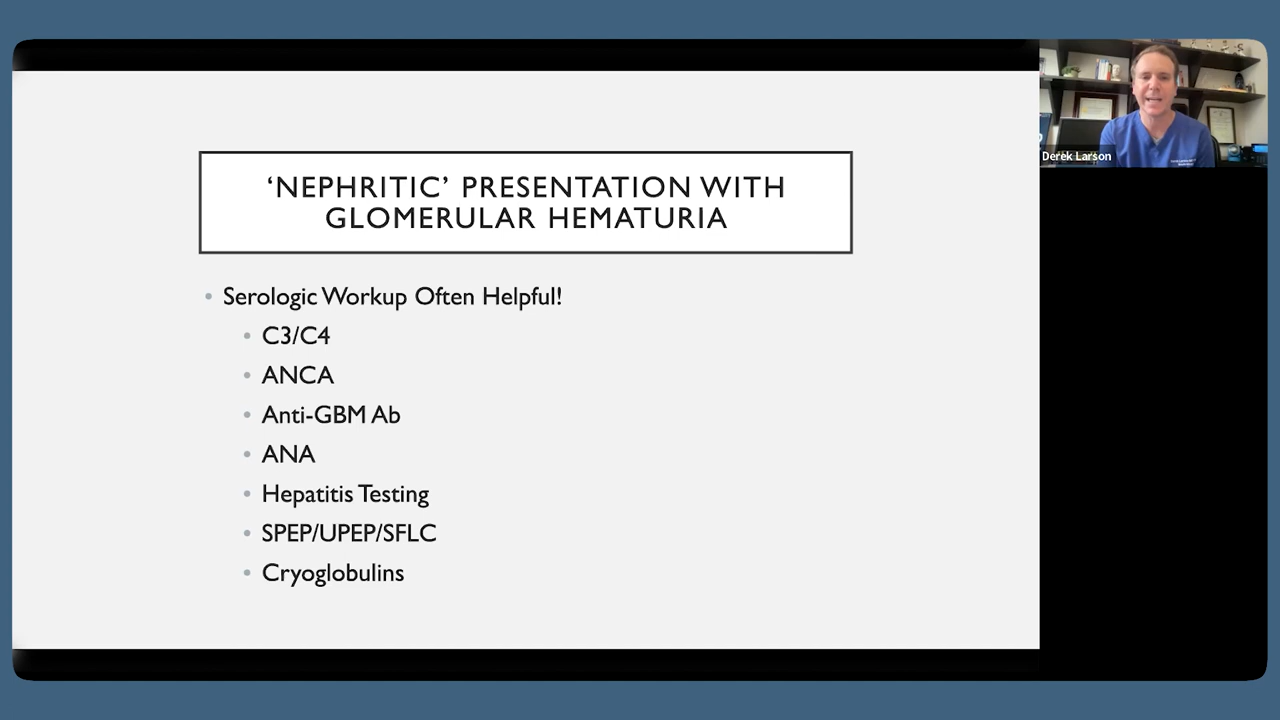 ‘NEPHRITIC’ PRESENTATION WITH
GLOMERULAR HEMATURIA
• Serologic Workup Often Helpful!
• C3/C4
• ANCA
• Anti-GBM Ab
• ANA
• Hepatitis Testing
• SPEP/UPEP/SFLC
• Cryoglobulins
Derek Larson